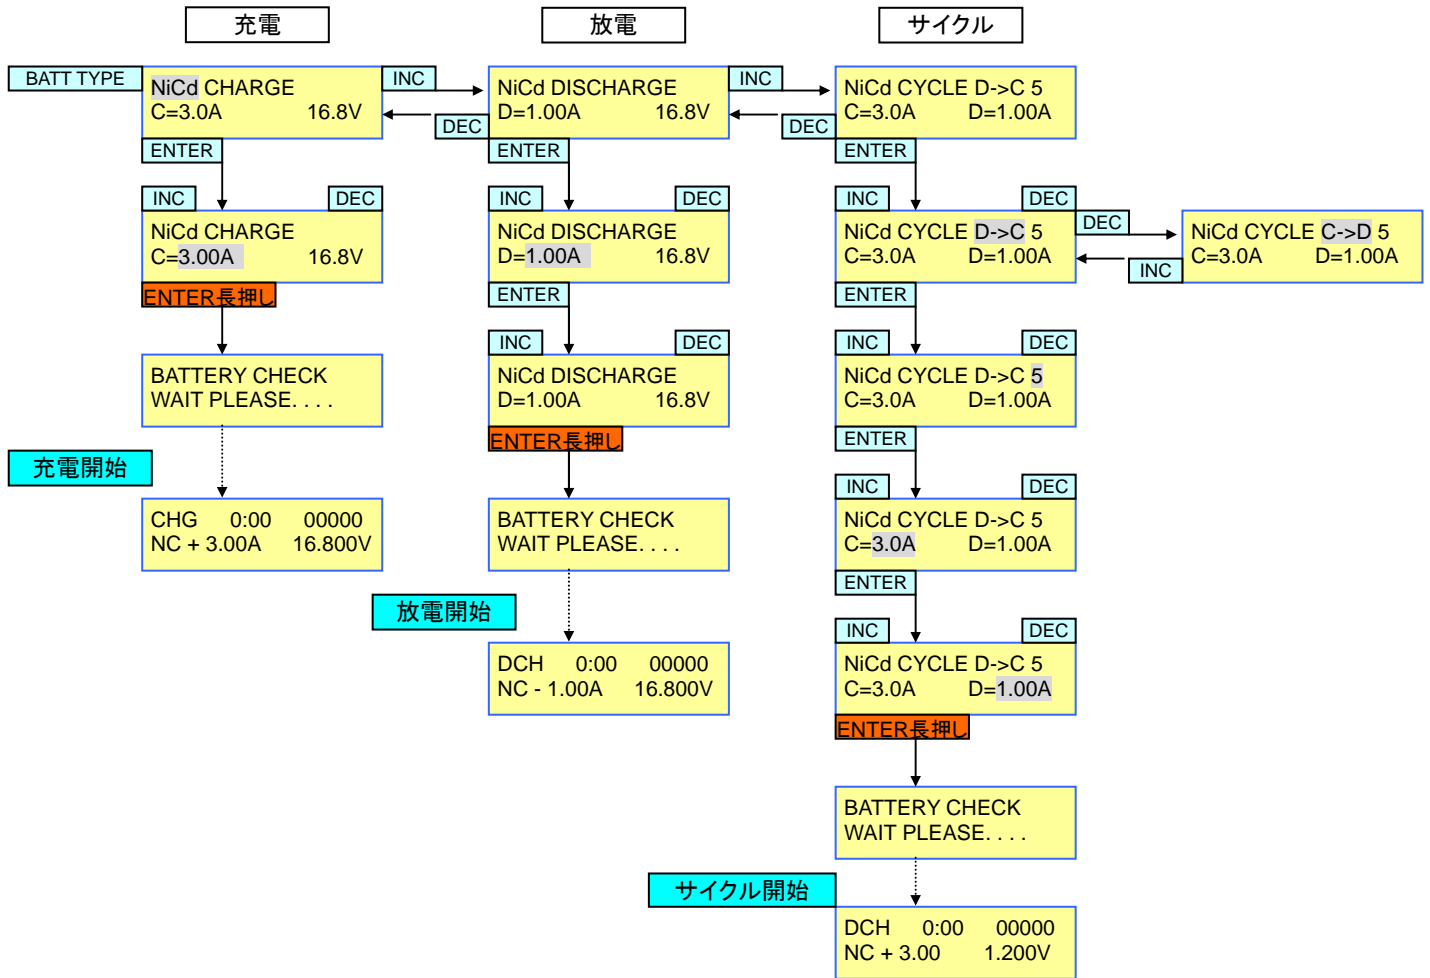 充電
放電
サイクル
BATT TYPE
NiCd CHARGE
C=3.0A 16.8V
INC
DEC
NiCd DISCHARGE
D=1.00A 16.8V
INC
DEC
NiCd CYCLE D->C 5
C=3.0A D=1.00A
ENTER
ENTER
ENTER
INC
DEC
NiCd CHARGE
C=3.00A 16.8V
ENTER長押し
INC
DEC
NiCd DISCHARGE
D=1.00A 16.8V
ENTER
INC
DEC
NiCd CYCLE D->C 5
C=3.0A D=1.00A
ENTER
DEC
INC
NiCd CYCLE C->D 5
C=3.0A D=1.00A
BATTERY CHECK
WAIT PLEASE. . . .
INC
DEC
NiCd DISCHARGE
D=1.00A 16.8V
ENTER長押し
INC
DEC
NiCd CYCLE D->C 5
C=3.0A D=1.00A
ENTER
充電開始
CHG 0:00 00000
NC + 3.00A 16.800V
BATTERY CHECK
WAIT PLEASE. . . .
INC
DEC
NiCd CYCLE D->C 5
C=3.0A D=1.00A
ENTER
放電開始
DCH 0:00 00000
NC - 1.00A 16.800V
INC
DEC
NiCd CYCLE D->C 5
C=3.0A D=1.00A
ENTER長押し
BATTERY CHECK
WAIT PLEASE. . . .
サイクル開始
DCH 0:00 00000
NC + 3.00 1.200V